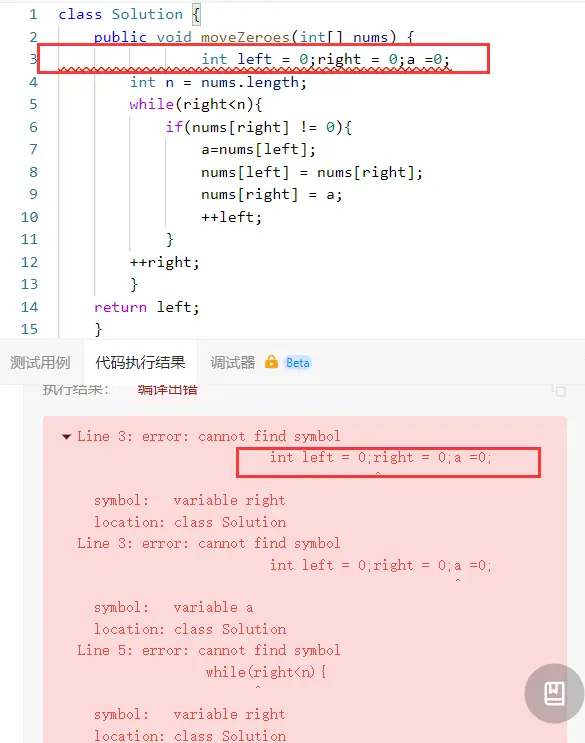 1 class Solution {
2 public void moveZeroes(int[] nums) {
3 int left = 0;right = 0;a =0;
4 int n = nums.length;
5 while(right<n){
6 if(nums[right] != 0){
7 a=nums[left];
8 nums[left] = nums[right];
9 nums[right] = a;
10 ++left;
11 }
12 ++right;
13 }
14 return left;
15 }
测试用例 代码执行结果 调试器 Beta
执行结果： 编译出错
Line 3: error: cannot find symbol
int left = 0;right = 0;a =0;
^
symbol: variable right
location: class Solution
Line 3: error: cannot find symbol
int left = 0;right = 0;a =0;
^
symbol: variable a
location: class Solution
Line 5: error: cannot find symbol
while(right<n){
^
symbol: variable right
location: class Solution